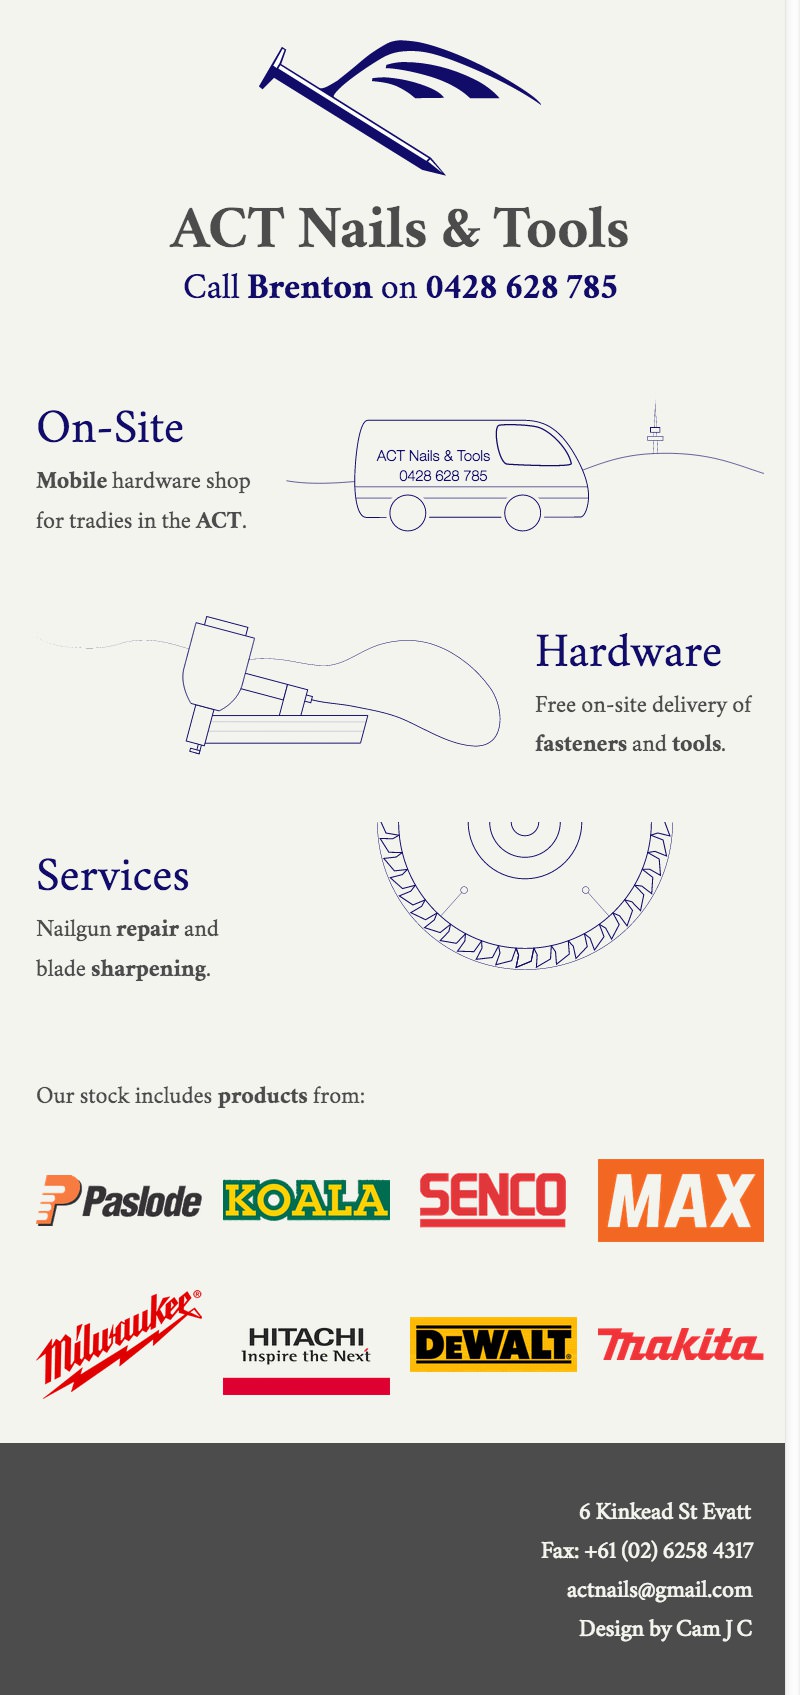 ACT Nails & Tools
Call Brenton on 0428 628 785
On-Site
Mobile hardware shop
for tradies in the ACT.
ACT Nails & Tools
0428 628 785
Hardware
Free on-site delivery of
fasteners and tools.
Services
Nailgun repair and
blade sharpening.
Our stock includes products from:
Paslode
KOALA
SENCO
MAX
Milwaukee®
HITACHI
Inspire the Next
DEWALT®
makita
6 Kinkead St Evatt
Fax: +61 (02) 6258 4317
actnails@gmail.com
Design by Cam J C